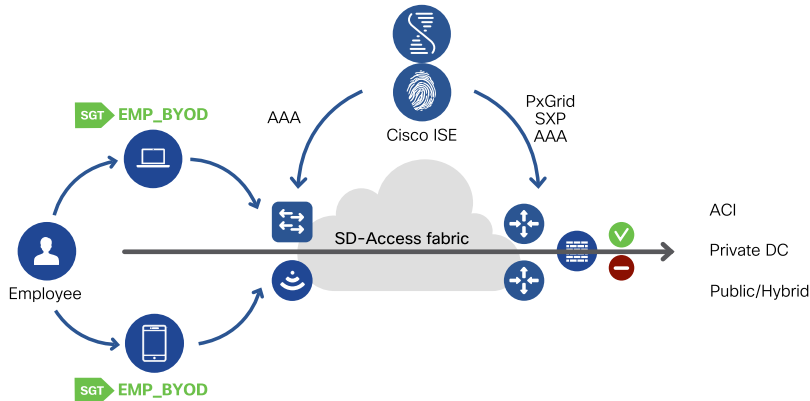 SGT EMP_BYOD
AAA
Cisco ISE
PxGrid
SXP
AAA
SD-Access fabric
Employee
ACI
Private DC
Public/Hybrid
SGT EMP_BYOD